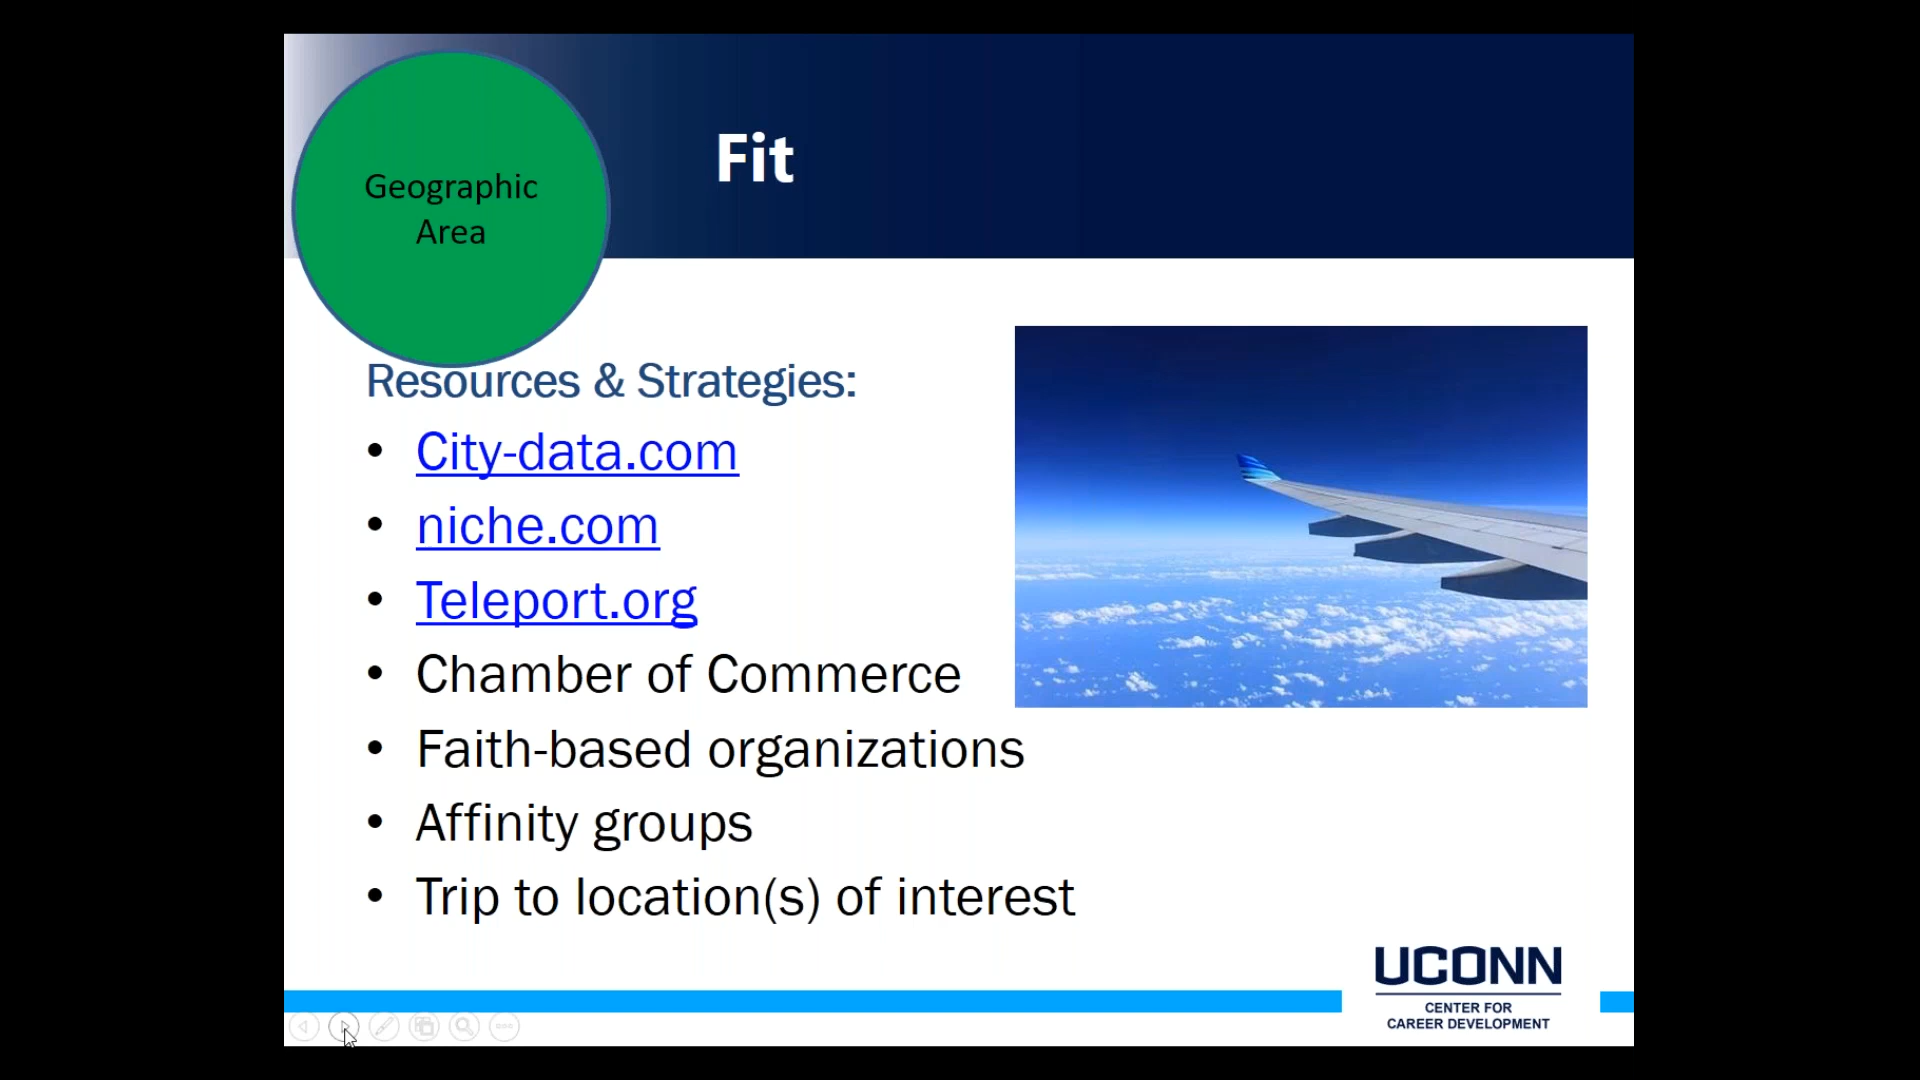 Geographic
Area
Fit
Resources & Strategies:
• City-data.com
• niche.com
• Teleport.org
• Chamber of Commerce
• Faith-based organizations
• Affinity groups
• Trip to location(s) of interest
UCONN
CENTER FOR
CAREER DEVELOPMENT